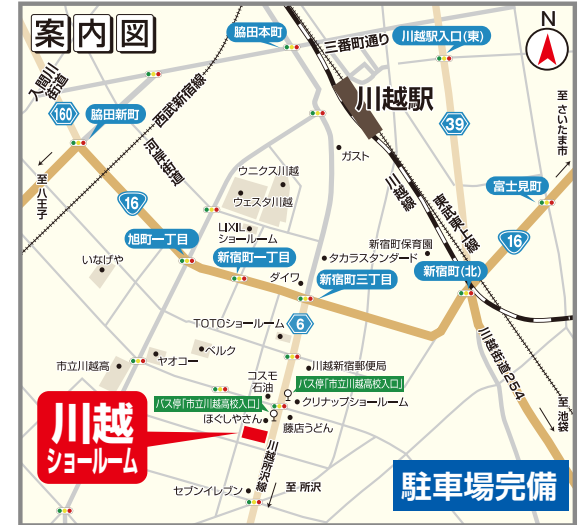 案内図
N
脇田本町
三番町通り
川越駅入口(東)
入間川
街道
160
脇田新町
西武新宿線
川越駅
39
至 さいたま市
河岸街道
ガスト
至 八王子
16
ウニクス川越
ウェスタ川越
川越線
東武東上線
富士見町
16
LIXIL
ショールーム
旭町一丁目
新宿町一丁目
新宿町保育園
タカラスタンダード
いなげや
ダイワ
新宿町三丁目
新宿町(北)
TOTOショールーム
6
ベルク
ヤオコー
市立川越高
川越新宿郵便局
川越街道254
コスモ
石油
バス停「市立川越高校入口」
バス停「市立川越高校入口」
クリナップショールーム
ほぐしやさん
藤店うどん
至 池袋
川越
ショールーム
川越所沢線
セブンイレブン
至 所沢
駐車場完備